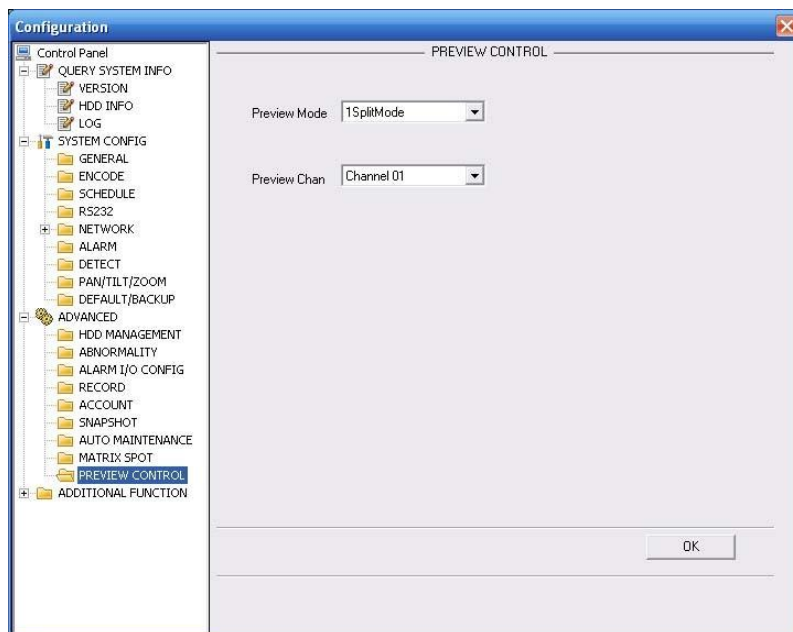 Configuration
Control Panel
QUERY SYSTEM INFO
VERSION
HDD INFO
LOG
SYSTEM CONFIG
GENERAL
ENCODE
SCHEDULE
RS232
NETWORK
ALARM
DETECT
PAN/TILT/ZOOM
DEFAULT/BACKUP
ADVANCED
HDD MANAGEMENT
ABNORMALITY
ALARM I/O CONFIG
RECORD
ACCOUNT
SNAPSHOT
AUTO MAINTENANCE
MATRIX SPOT
PREVIEW CONTROL
ADDITIONAL FUNCTION
PREVIEW CONTROL
Preview Mode 1SplitMode
Preview Chan Channel 01
OK